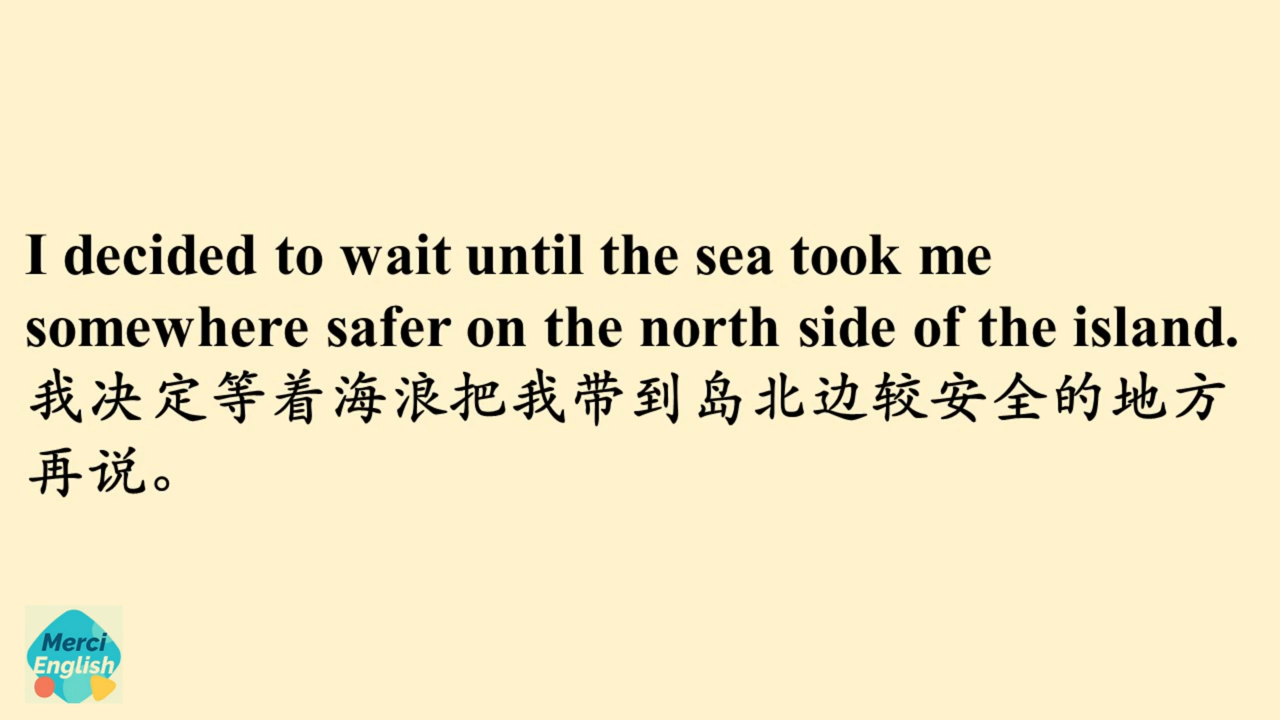 I decided to wait until the sea took me
somewhere safer on the north side of the island.
我决定等着海浪把我带到岛北边较安全的地方
再说。
Merci
English